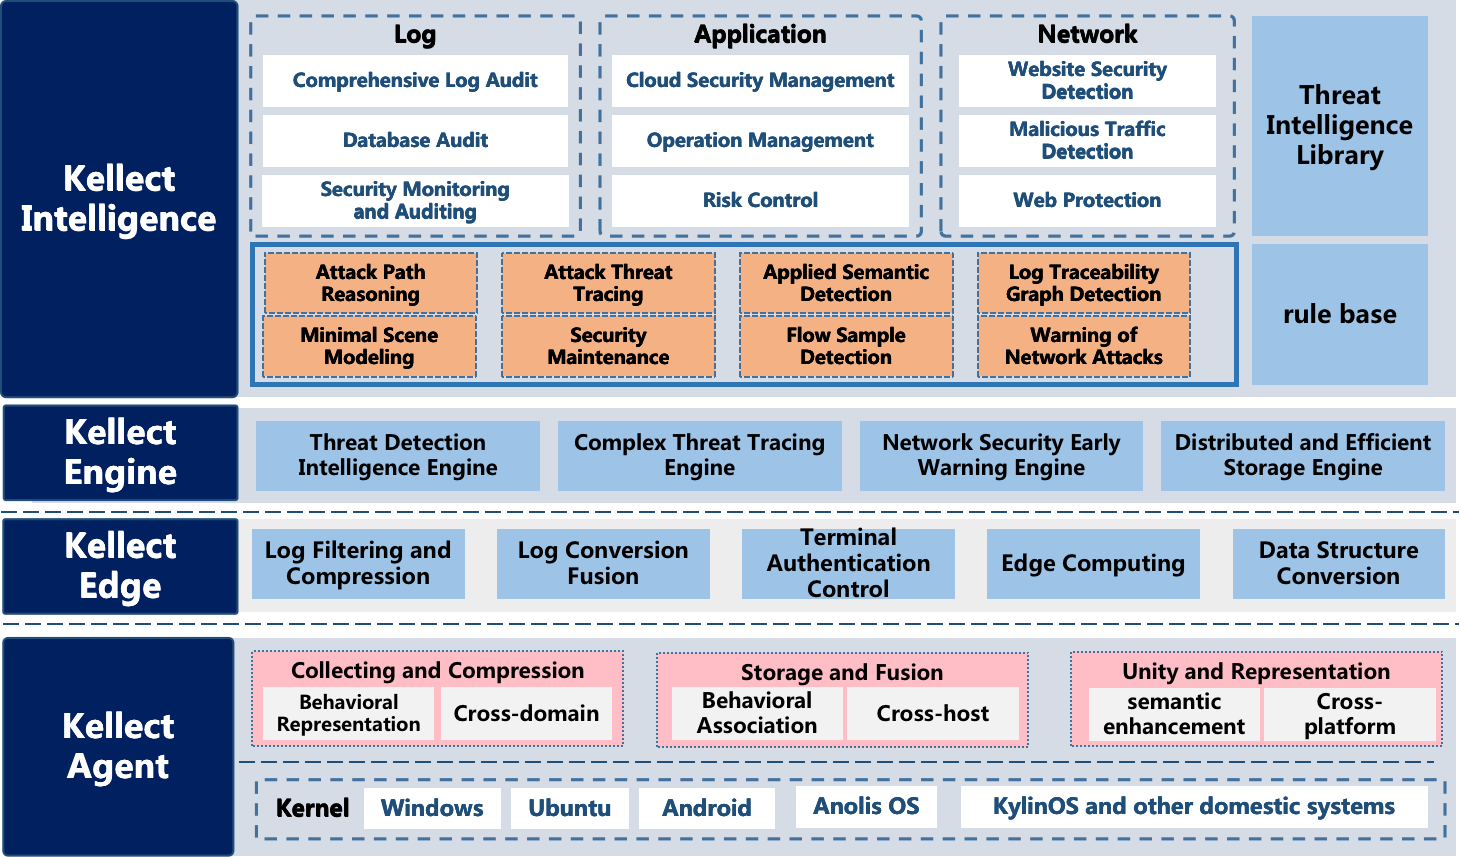 Kellect
Intelligence
Log
Comprehensive Log Audit
Database Audit
Security Monitoring
and Auditing
Application
Cloud Security Management
Operation Management
Risk Control
Network
Website Security
Detection
Malicious Traffic
Detection
Web Protection
Threat
Intelligence
Library
Attack Path
Reasoning
Attack Threat
Tracing
Applied Semantic
Detection
Log Traceability
Graph Detection
Minimal Scene
Modeling
Security
Maintenance
Flow Sample
Detection
Warning of
Network Attacks
rule base
Kellect
Engine
Threat Detection
Intelligence Engine
Complex Threat Tracing
Engine
Network Security Early
Warning Engine
Distributed and Efficient
Storage Engine
Kellect
Edge
Log Filtering and
Compression
Log Conversion
Fusion
Terminal
Authentication
Control
Edge Computing
Data Structure
Conversion
Kellect
Agent
Collecting and Compression
Behavioral
Representation
Cross-domain
Storage and Fusion
Behavioral
Association
Cross-host
Unity and Representation
semantic
enhancement
Cross-
platform
Kernel
Windows
Ubuntu
Android
Anolis OS
KylinOS and other domestic systems